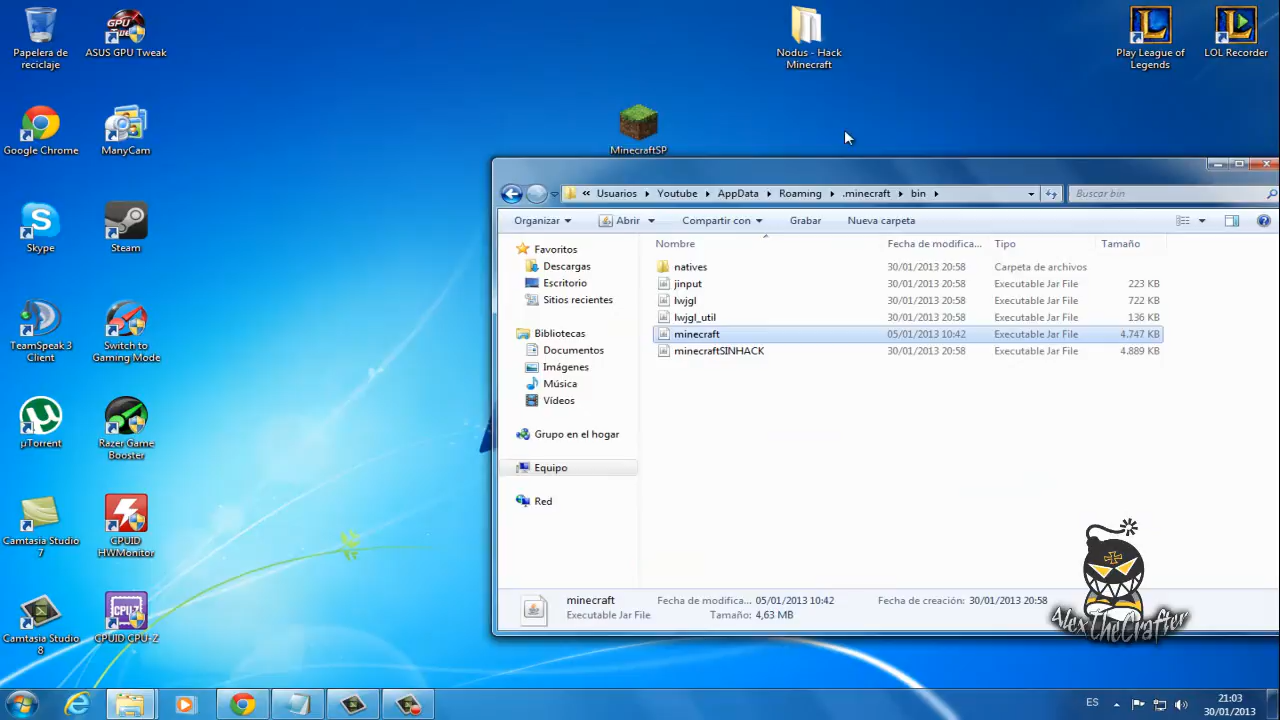 Papelera de
reciclaje
ASUS GPU Tweak
Nodus - Hack
Minecraft
Play League of
Legends
LOL Recorder
Google Chrome
ManyCam
MinecraftSP
Skype
Steam
TeamSpeak 3
Client
Switch to
Gaming Mode
µTorrent
Razer Game
Booster
Camtasia Studio
7
CPUID
HWMonitor
Camtasia Studio
8
CPUID CPU-Z
« Usuarios Youtube AppData Roaming .minecraft bin
Buscar bin
Organizar Abrir Compartir con Grabar Nueva carpeta
Favoritos
Descargas
Escritorio
Sitios recientes
Bibliotecas
Documentos
Imágenes
Música
Vídeos
Grupo en el hogar
Equipo
Red
Nombre Fecha de modifica... Tipo Tamaño
natives 30/01/2013 20:58 Carpeta de archivos
jinput 30/01/2013 20:58 Executable Jar File 223 KB
lwjgl 30/01/2013 20:58 Executable Jar File 722 KB
lwjgl_util 30/01/2013 20:58 Executable Jar File 136 KB
minecraft 05/01/2013 10:42 Executable Jar File 4.747 KB
minecraftSINHACK 30/01/2013 20:58 Executable Jar File 4.889 KB
minecraft Fecha de modifica... 05/01/2013 10:42 Fecha de creación: 30/01/2013 20:58
Executable Jar File Tamaño: 4,63 MB
AlexTheCrafter
ES
21:03
30/01/2013